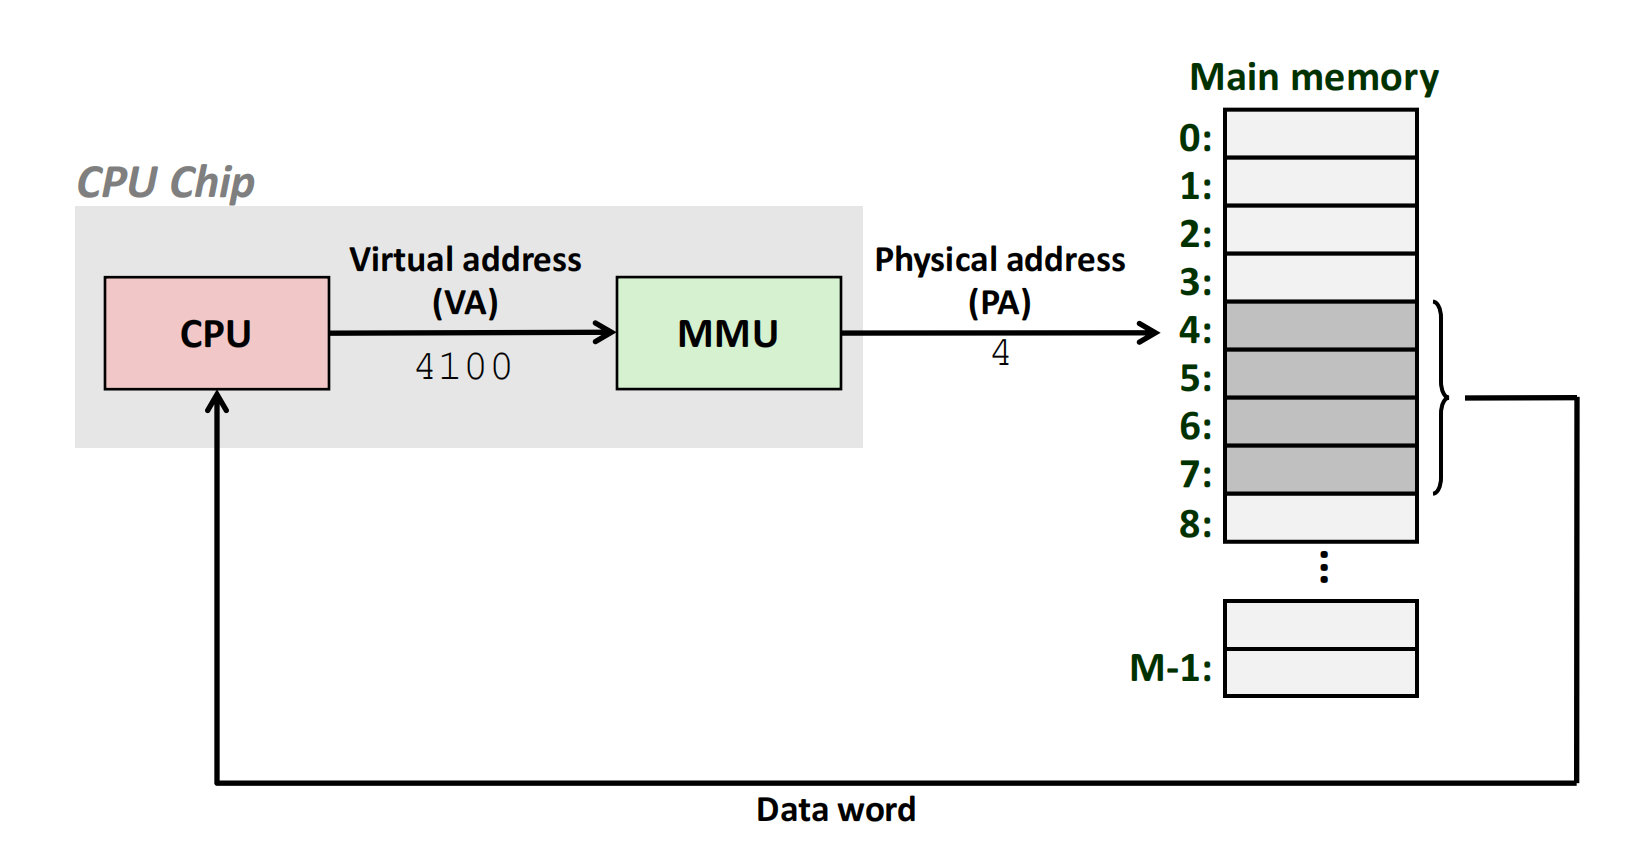 Main memory
0:
1:
2:
3:
4:
5:
6:
7:
8:
...
M-1:
CPU Chip
CPU
Virtual address
(VA)
4100
MMU
Physical address
(PA)
4
Data word